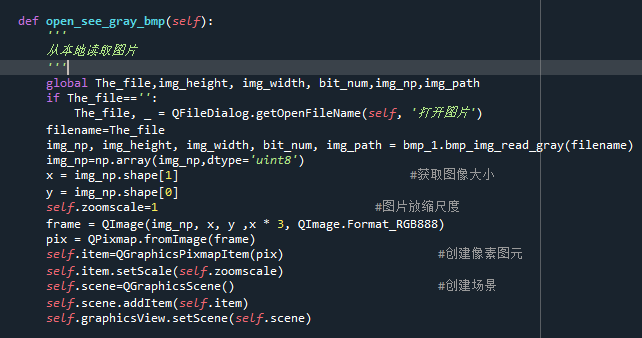 def open_see_gray_bmp(self):
'''
从本地读取图片
'''
global The_file,img_height, img_width, bit_num,img_np,img_path
if The_file=='':
The_file, _ = QFileDialog.getOpenFileName(self, '打开图片')
filename=The_file
img_np, img_height, img_width, bit_num, img_path = bmp_1.bmp_img_read_gray(filename)
img_np=np.array(img_np,dtype='uint8')
x = img_np.shape[1] #获取图像大小
y = img_np.shape[0]
self.zoomscale=1 #图片放缩尺度
frame = QImage(img_np, x, y ,x * 3, QImage.Format_RGB888)
pix = QPixmap.fromImage(frame)
self.item=QGraphicsPixmapItem(pix) #创建像素图元
self.item.setScale(self.zoomscale)
self.scene=QGraphicsScene() #创建场景
self.scene.addItem(self.item)
self.graphicsView.setScene(self.scene)